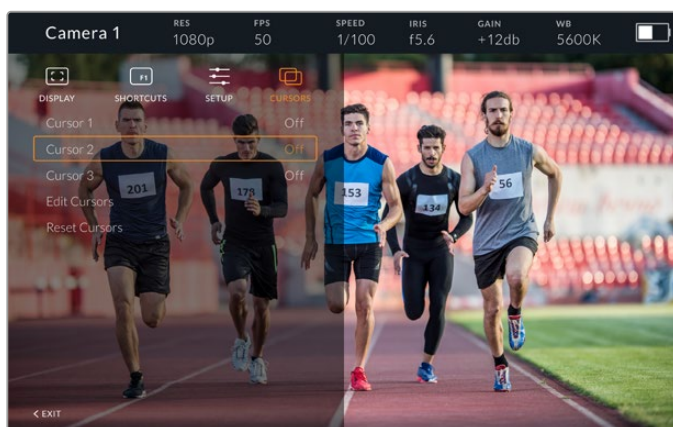 Camera 1
RES
1080p
FPS
50
SPEED
1/100
IRIS
f5.6
GAIN
+12db
WB
5600K
F1
DISPLAY
SHORTCUTS
SETUP
CURSORS
Cursor 1 Off
Cursor 2 Off
Cursor 3 Off
Edit Cursors
Reset Cursors
201
178
153
134
56
< EXIT